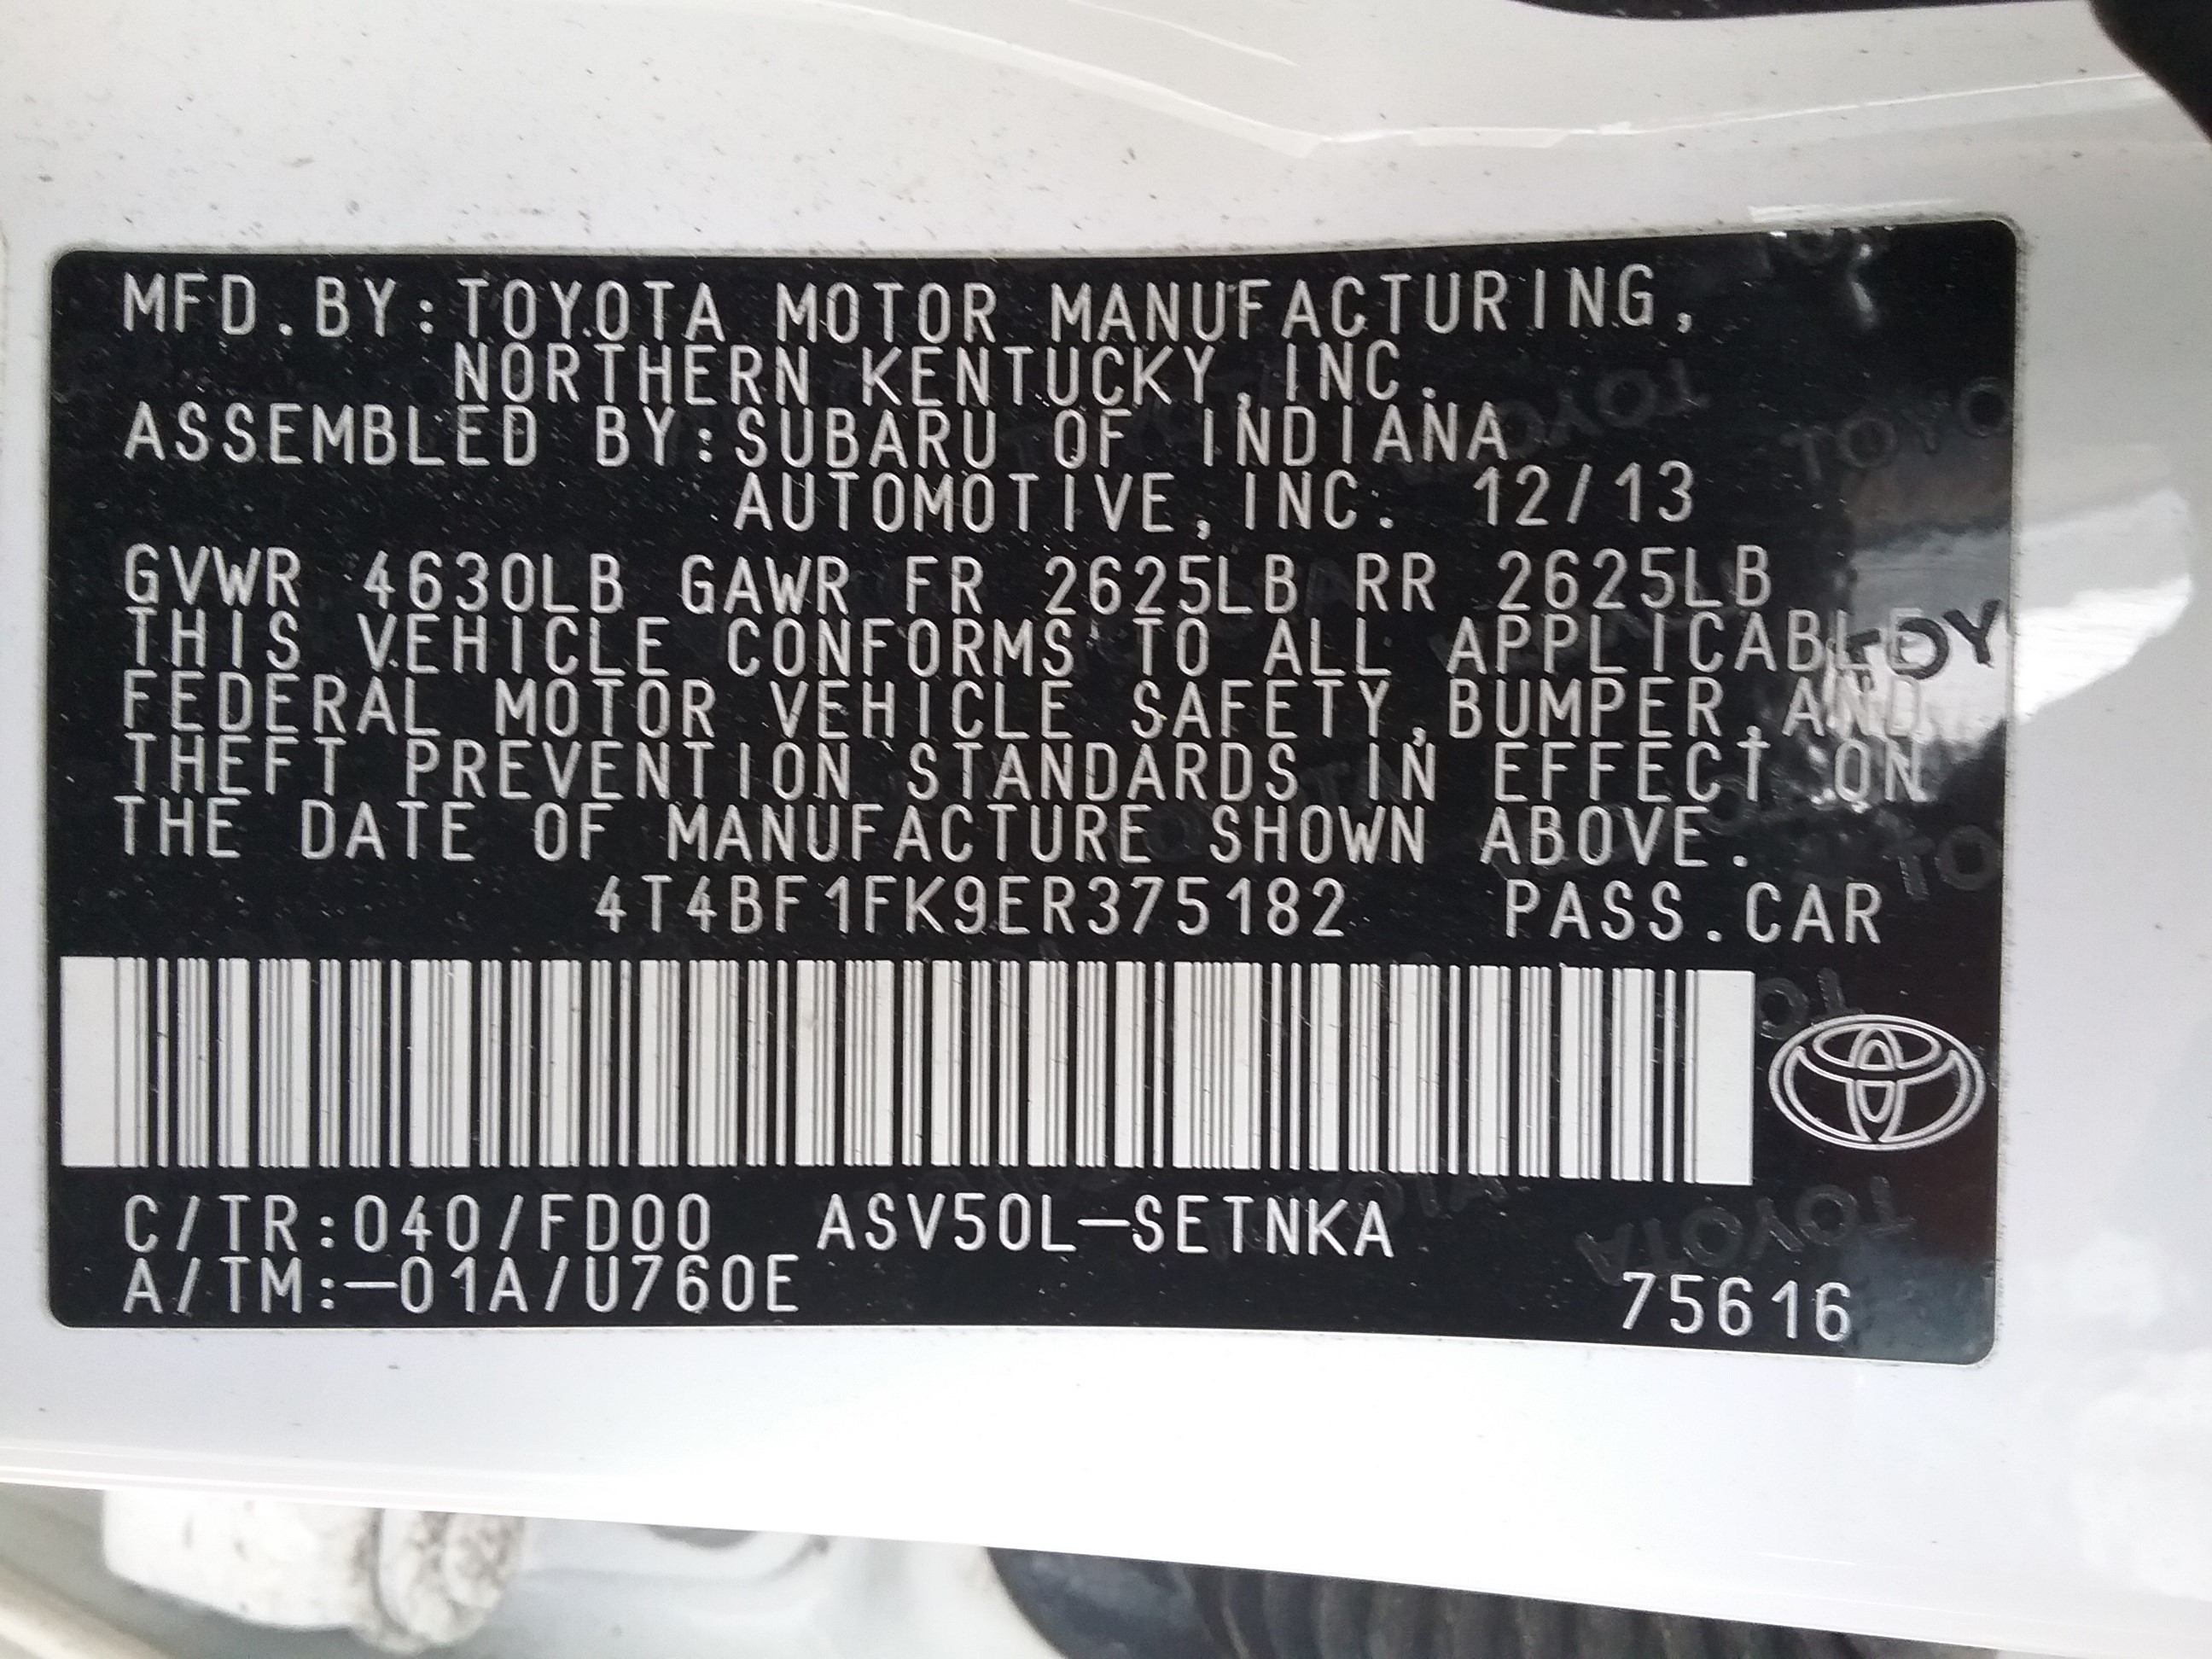 MFD.BY:TOYOTA MOTOR MANUFACTURING,
NORTHERN KENTUCKY,INC.
ASSEMBLED BY:SUBARU OF INDIANA
AUTOMOTIVE,INC. 12/13
GVWR 4630LB GAWR FR 2625LB RR 2625LB
THIS VEHICLE CONFORMS TO ALL APPLICABLE
FEDERAL MOTOR VEHICLE SAFETY,BUMPER,AND
THEFT PREVENTION STANDARDS IN EFFECT ON
THE DATE OF MANUFACTURE SHOWN ABOVE.
4T4BF1FK9ER375182 PASS.CAR
C/TR:040/FD00 ASV50L-SETNKA
A/TM:-01A/U760E 75616